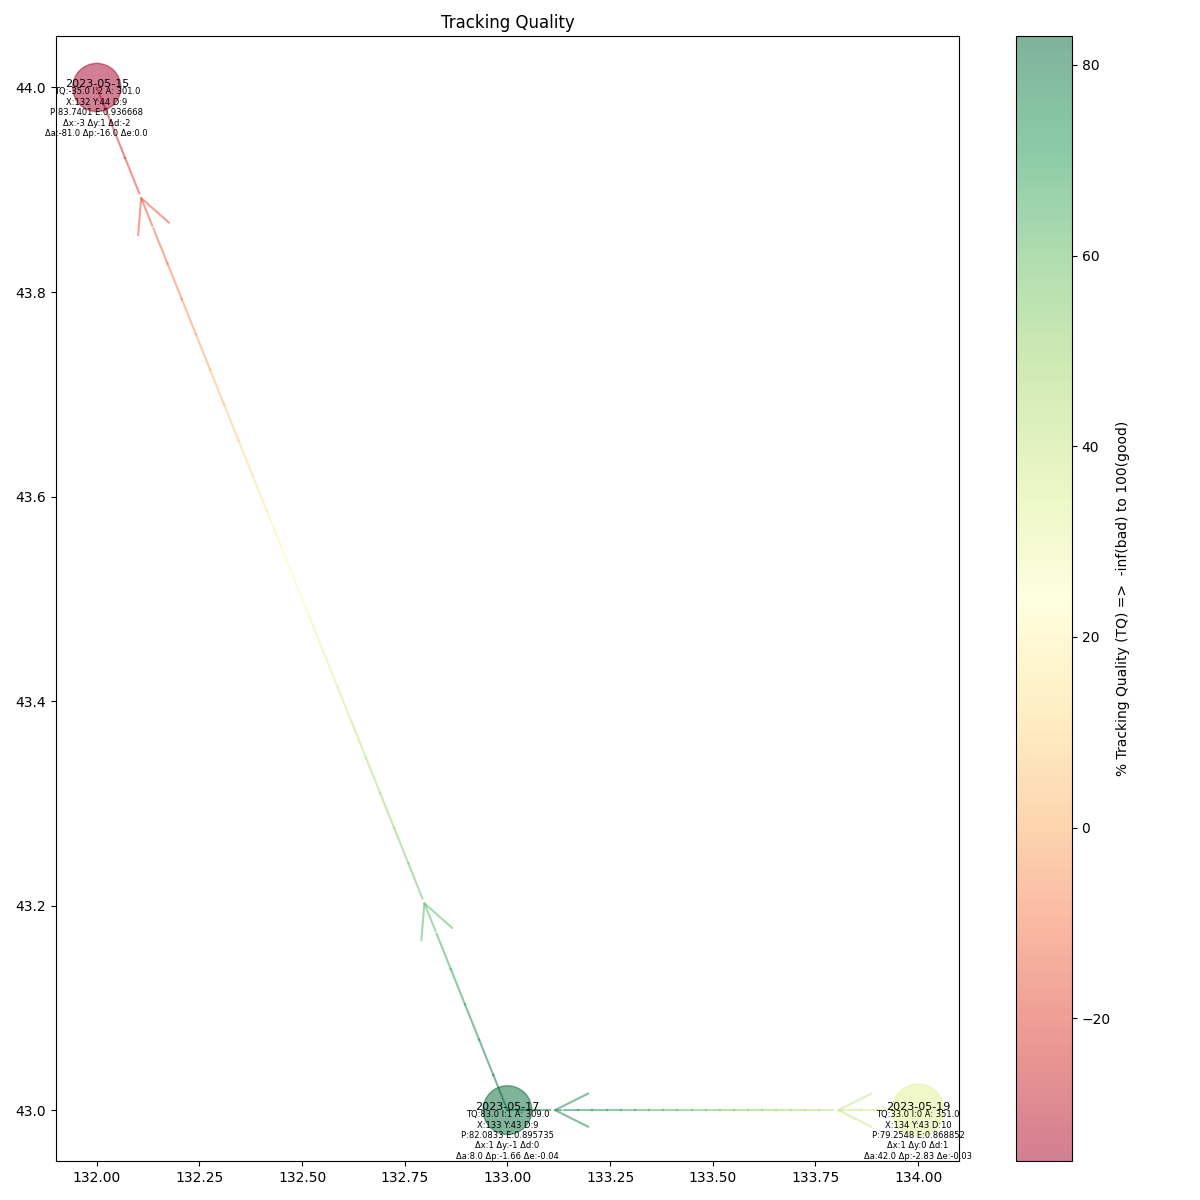 Tracking Quality
2023-05-15
TQ:-35.0 I:2 A: 301.0
X:132 Y:44 D:9
P:83.7401 E:0.936668
Δx:-3 Δy:1 Δd:-2
Δa:-81.0 Δp:-16.0 Δe:0.0
2023-05-17
TQ:83.0 I:1 A: 309.0
X:133 Y:43 D:9
P:82.0833 E:0.895735
Δx:1 Δy:-1 Δd:0
Δa:8.0 Δp:-1.66 Δe:-0.04
2023-05-19
TQ:33.0 I:0 A: 351.0
X:134 Y:43 D:10
P:79.2548 E:0.868852
Δx:1 Δy:0 Δd:1
Δa:42.0 Δp:-2.83 Δe:-0.03
44.0
43.8
43.6
43.4
43.2
43.0
132.00 132.25 132.50 132.75 133.00 133.25 133.50 133.75 134.00
80
60
40
20
0
−20
% Tracking Quality (TQ) => -inf(bad) to 100(good)